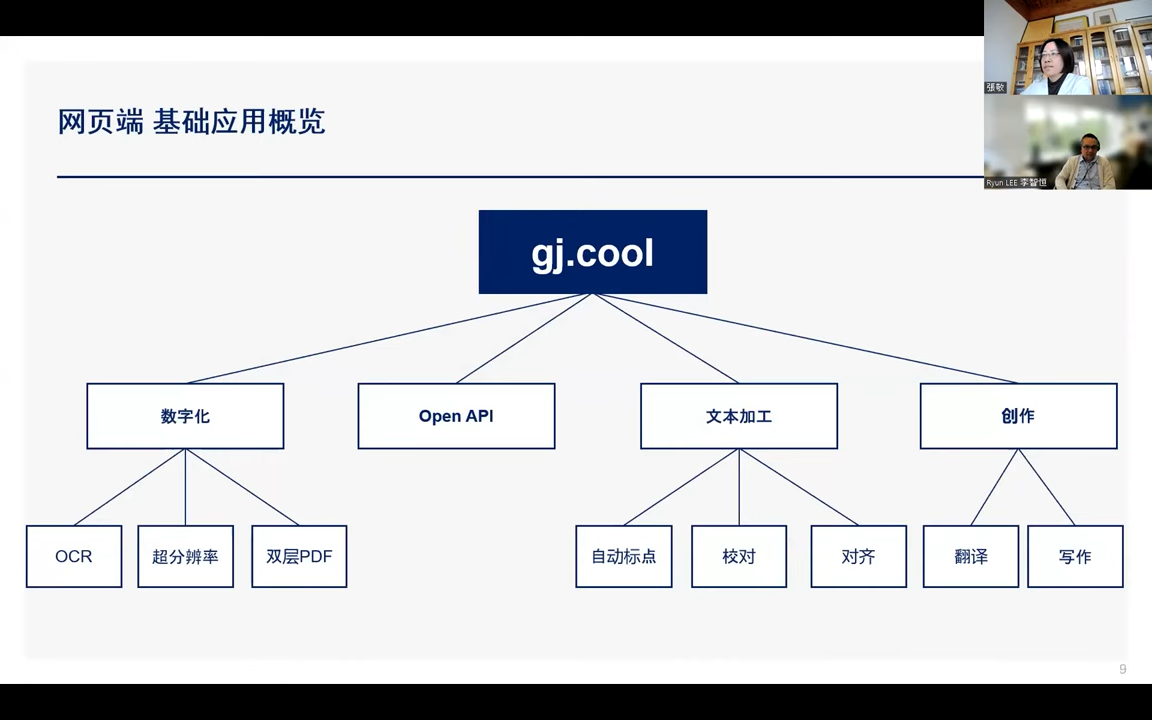 网页端 基础应用概览
張敬
Ryun LEE 李智恒
gj.cool
数字化
Open API
文本加工
创作
OCR
超分辨率
双层PDF
自动标点
校对
对齐
翻译
写作
9